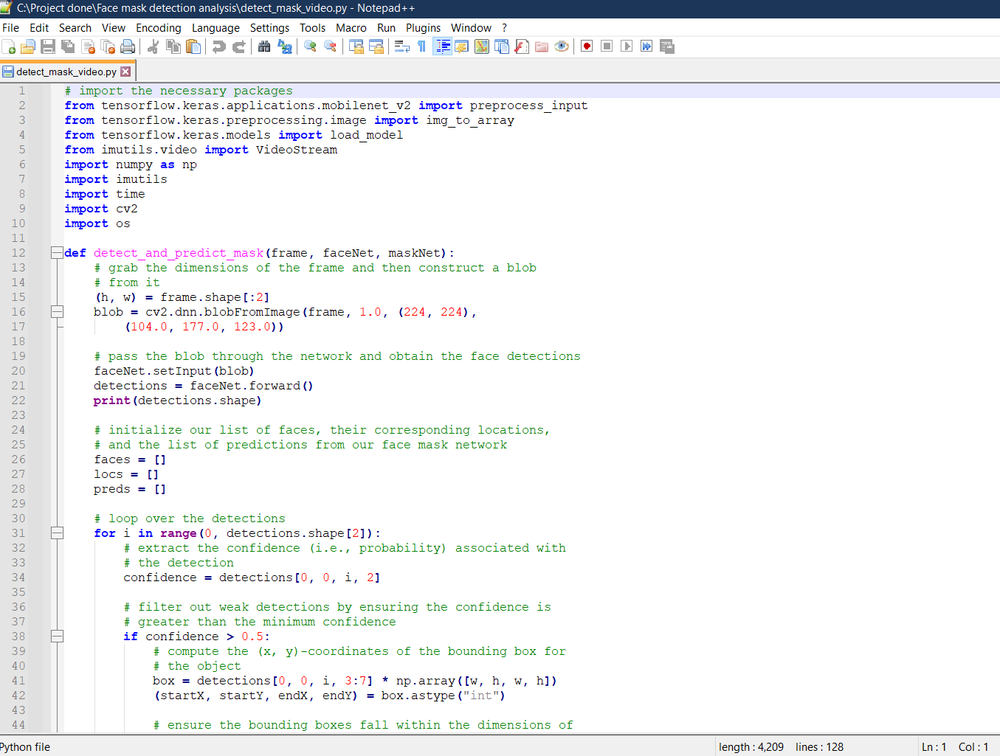 C:\Project done\Face mask detection analysis\detect_mask_video.py - Notepad++
File Edit Search View Encoding Language Settings Tools Macro Run Plugins Window ?
detect_mask_video.py
1 # import the necessary packages
2 from tensorflow.keras.applications.mobilenet_v2 import preprocess_input
3 from tensorflow.keras.preprocessing.image import img_to_array
4 from tensorflow.keras.models import load_model
5 from imutils.video import VideoStream
6 import numpy as np
7 import imutils
8 import time
9 import cv2
10 import os
11
12 def detect_and_predict_mask(frame, faceNet, maskNet):
13     # grab the dimensions of the frame and then construct a blob
14     # from it
15     (h, w) = frame.shape[:2]
16     blob = cv2.dnn.blobFromImage(frame, 1.0, (224, 224),
17         (104.0, 177.0, 123.0))
18
19     # pass the blob through the network and obtain the face detections
20     faceNet.setInput(blob)
21     detections = faceNet.forward()
22     print(detections.shape)
23
24     # initialize our list of faces, their corresponding locations,
25     # and the list of predictions from our face mask network
26     faces = []
27     locs = []
28     preds = []
29
30     # loop over the detections
31     for i in range(0, detections.shape[2]):
32         # extract the confidence (i.e., probability) associated with
33         # the detection
34         confidence = detections[0, 0, i, 2]
35
36         # filter out weak detections by ensuring the confidence is
37         # greater than the minimum confidence
38         if confidence > 0.5:
39             # compute the (x, y)-coordinates of the bounding box for
40             # the object
41             box = detections[0, 0, i, 3:7] * np.array([w, h, w, h])
42             (startX, startY, endX, endY) = box.astype("int")
43
44             # ensure the bounding boxes fall within the dimensions of
Python file length : 4,209 lines : 128 Ln : 1 Col : 1